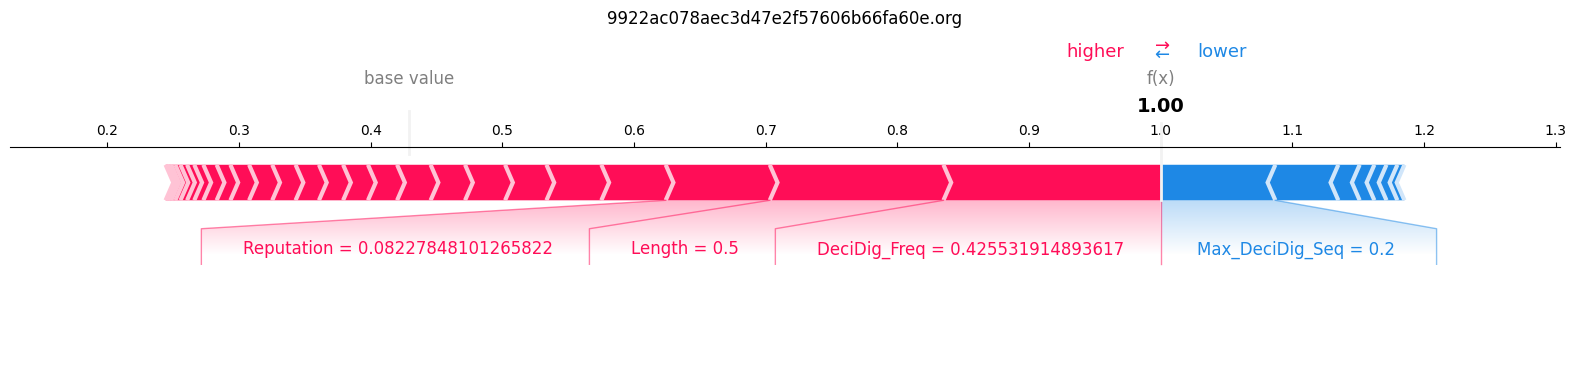 9922ac078aec3d47e2f57606b66fa60e.org
higher ⇄ lower
base value
f(x)
1.00
0.2 0.3 0.4 0.5 0.6 0.7 0.8 0.9 1.0 1.1 1.2 1.3
Reputation = 0.08227848101265822 Length = 0.5 DeciDig_Freq = 0.425531914893617 Max_DeciDig_Seq = 0.2